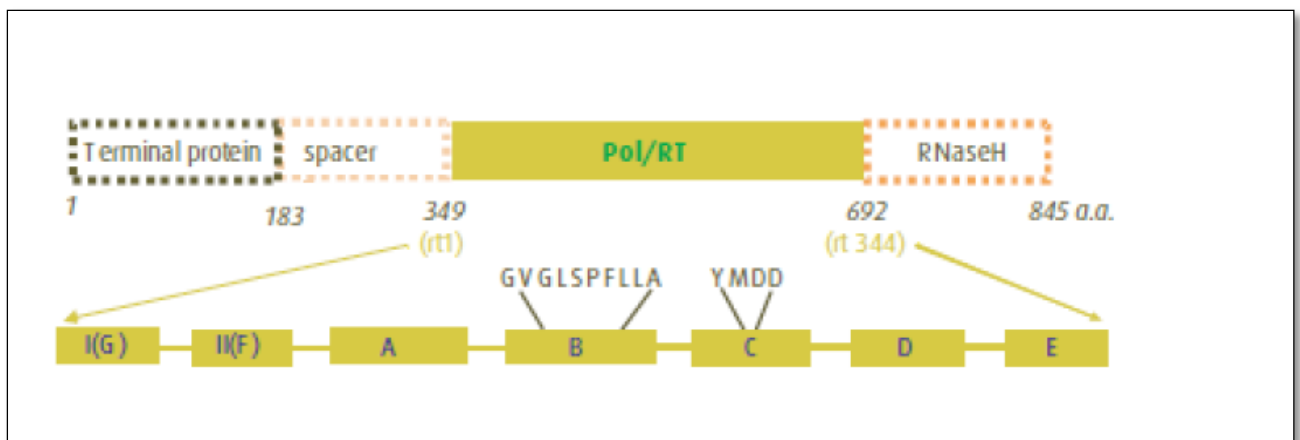 Terminal protein spacer Pol/RT RNaseH
1 183 349 692 845 a.a.
(rt1) (rt 344)
GVGLSPFLLA YMDD
I(G) II(F) A B C D E